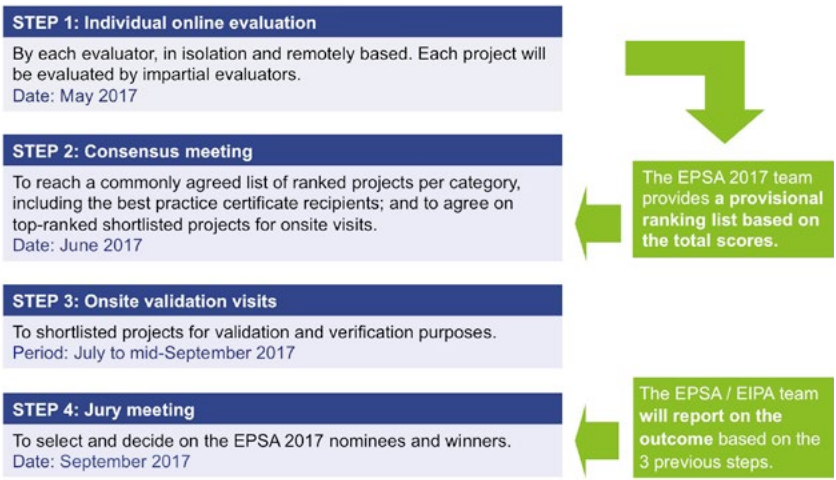 STEP 1: Individual online evaluation
By each evaluator, in isolation and remotely based. Each project will
be evaluated by impartial evaluators.
Date: May 2017
STEP 2: Consensus meeting
To reach a commonly agreed list of ranked projects per category,
including the best practice certificate recipients; and to agree on
top-ranked shortlisted projects for onsite visits.
Date: June 2017
The EPSA 2017 team
provides a provisional
ranking list based on
the total scores.
STEP 3: Onsite validation visits
To shortlisted projects for validation and verification purposes.
Period: July to mid-September 2017
STEP 4: Jury meeting
To select and decide on the EPSA 2017 nominees and winners.
Date: September 2017
The EPSA / EIPA team
will report on the
outcome based on the
3 previous steps.